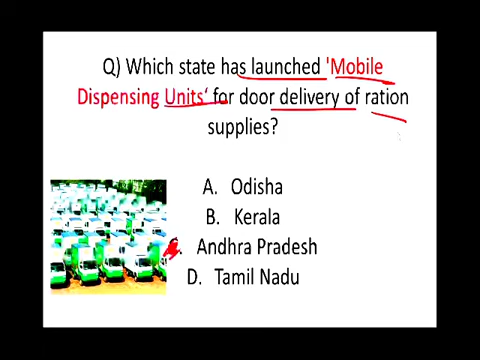 Q) Which state has launched 'Mobile
Dispensing Units' for door delivery of ration
supplies?
A. Odisha
B. Kerala
. Andhra Pradesh
D. Tamil Nadu